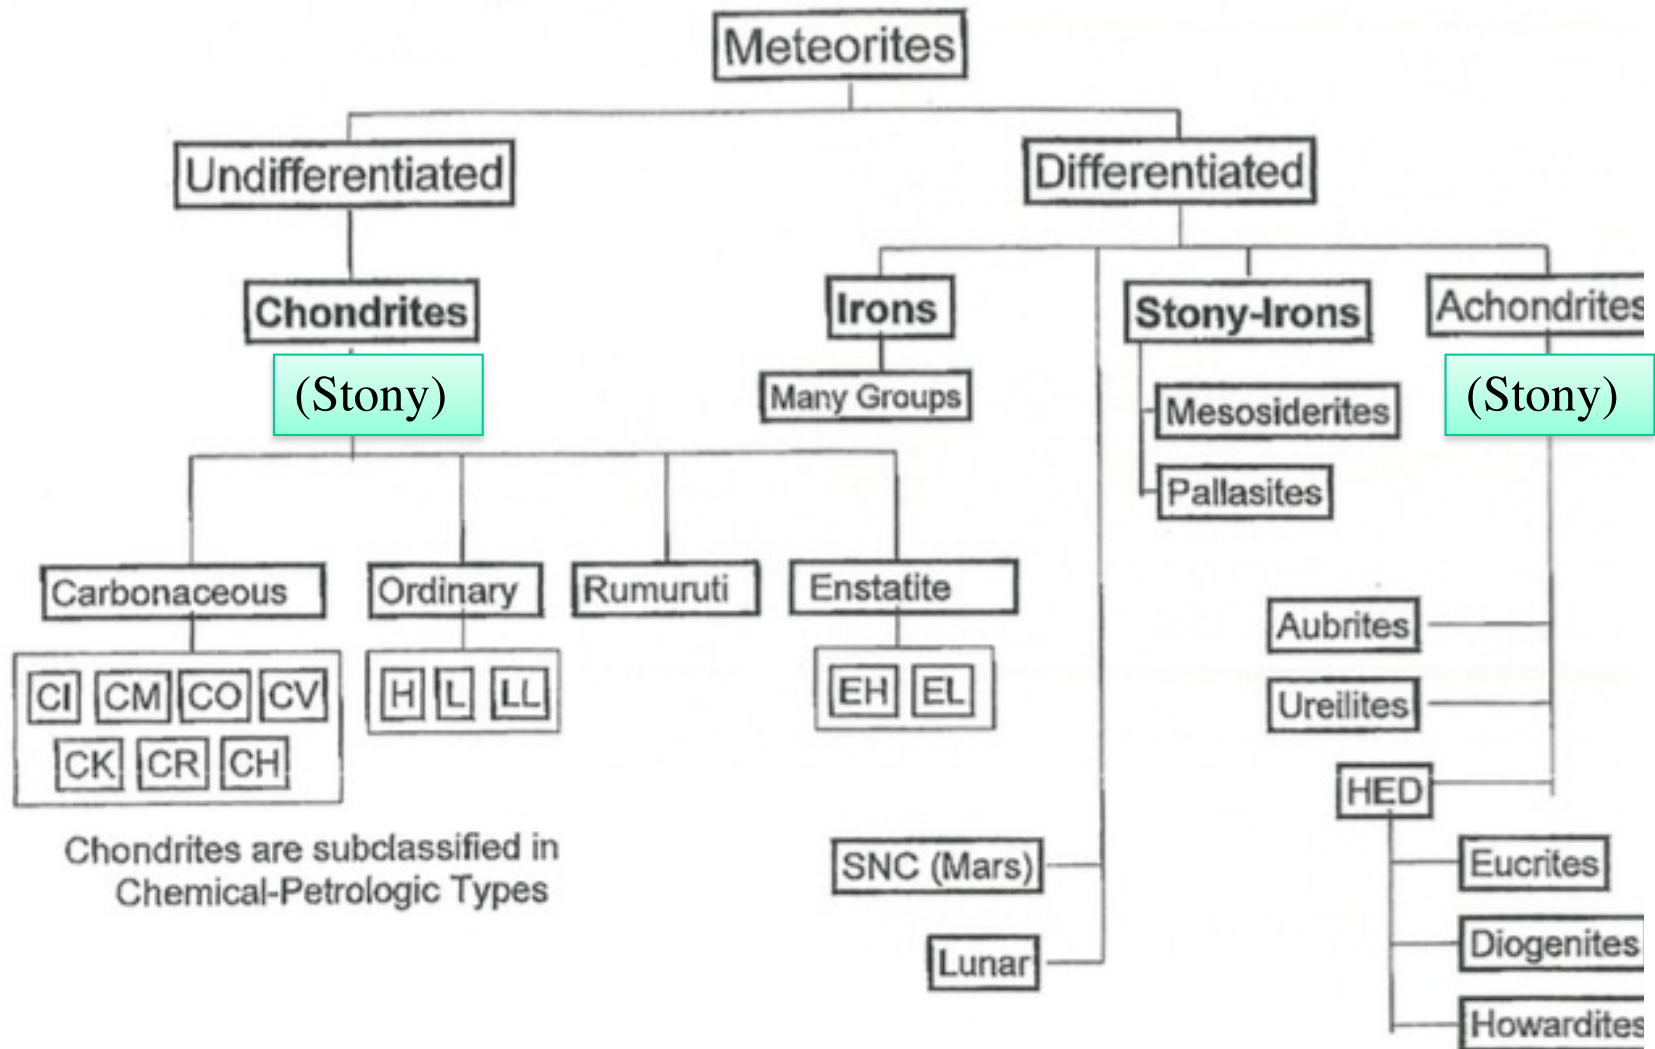 Meteorites
Undifferentiated
Differentiated
Chondrites
(Stony)
Irons
Many Groups
Stony-Irons
Mesosiderites
Pallasites
Achondrites
(Stony)
Carbonaceous
Ordinary
Rumuruti
Enstatite
CI CM CO CV
CK CR CH
H L LL
EH EL
Chondrites are subclassified in
Chemical-Petrologic Types
Aubrites
Ureilites
HED
Eucrites
Diogenites
Howardites
SNC (Mars)
Lunar